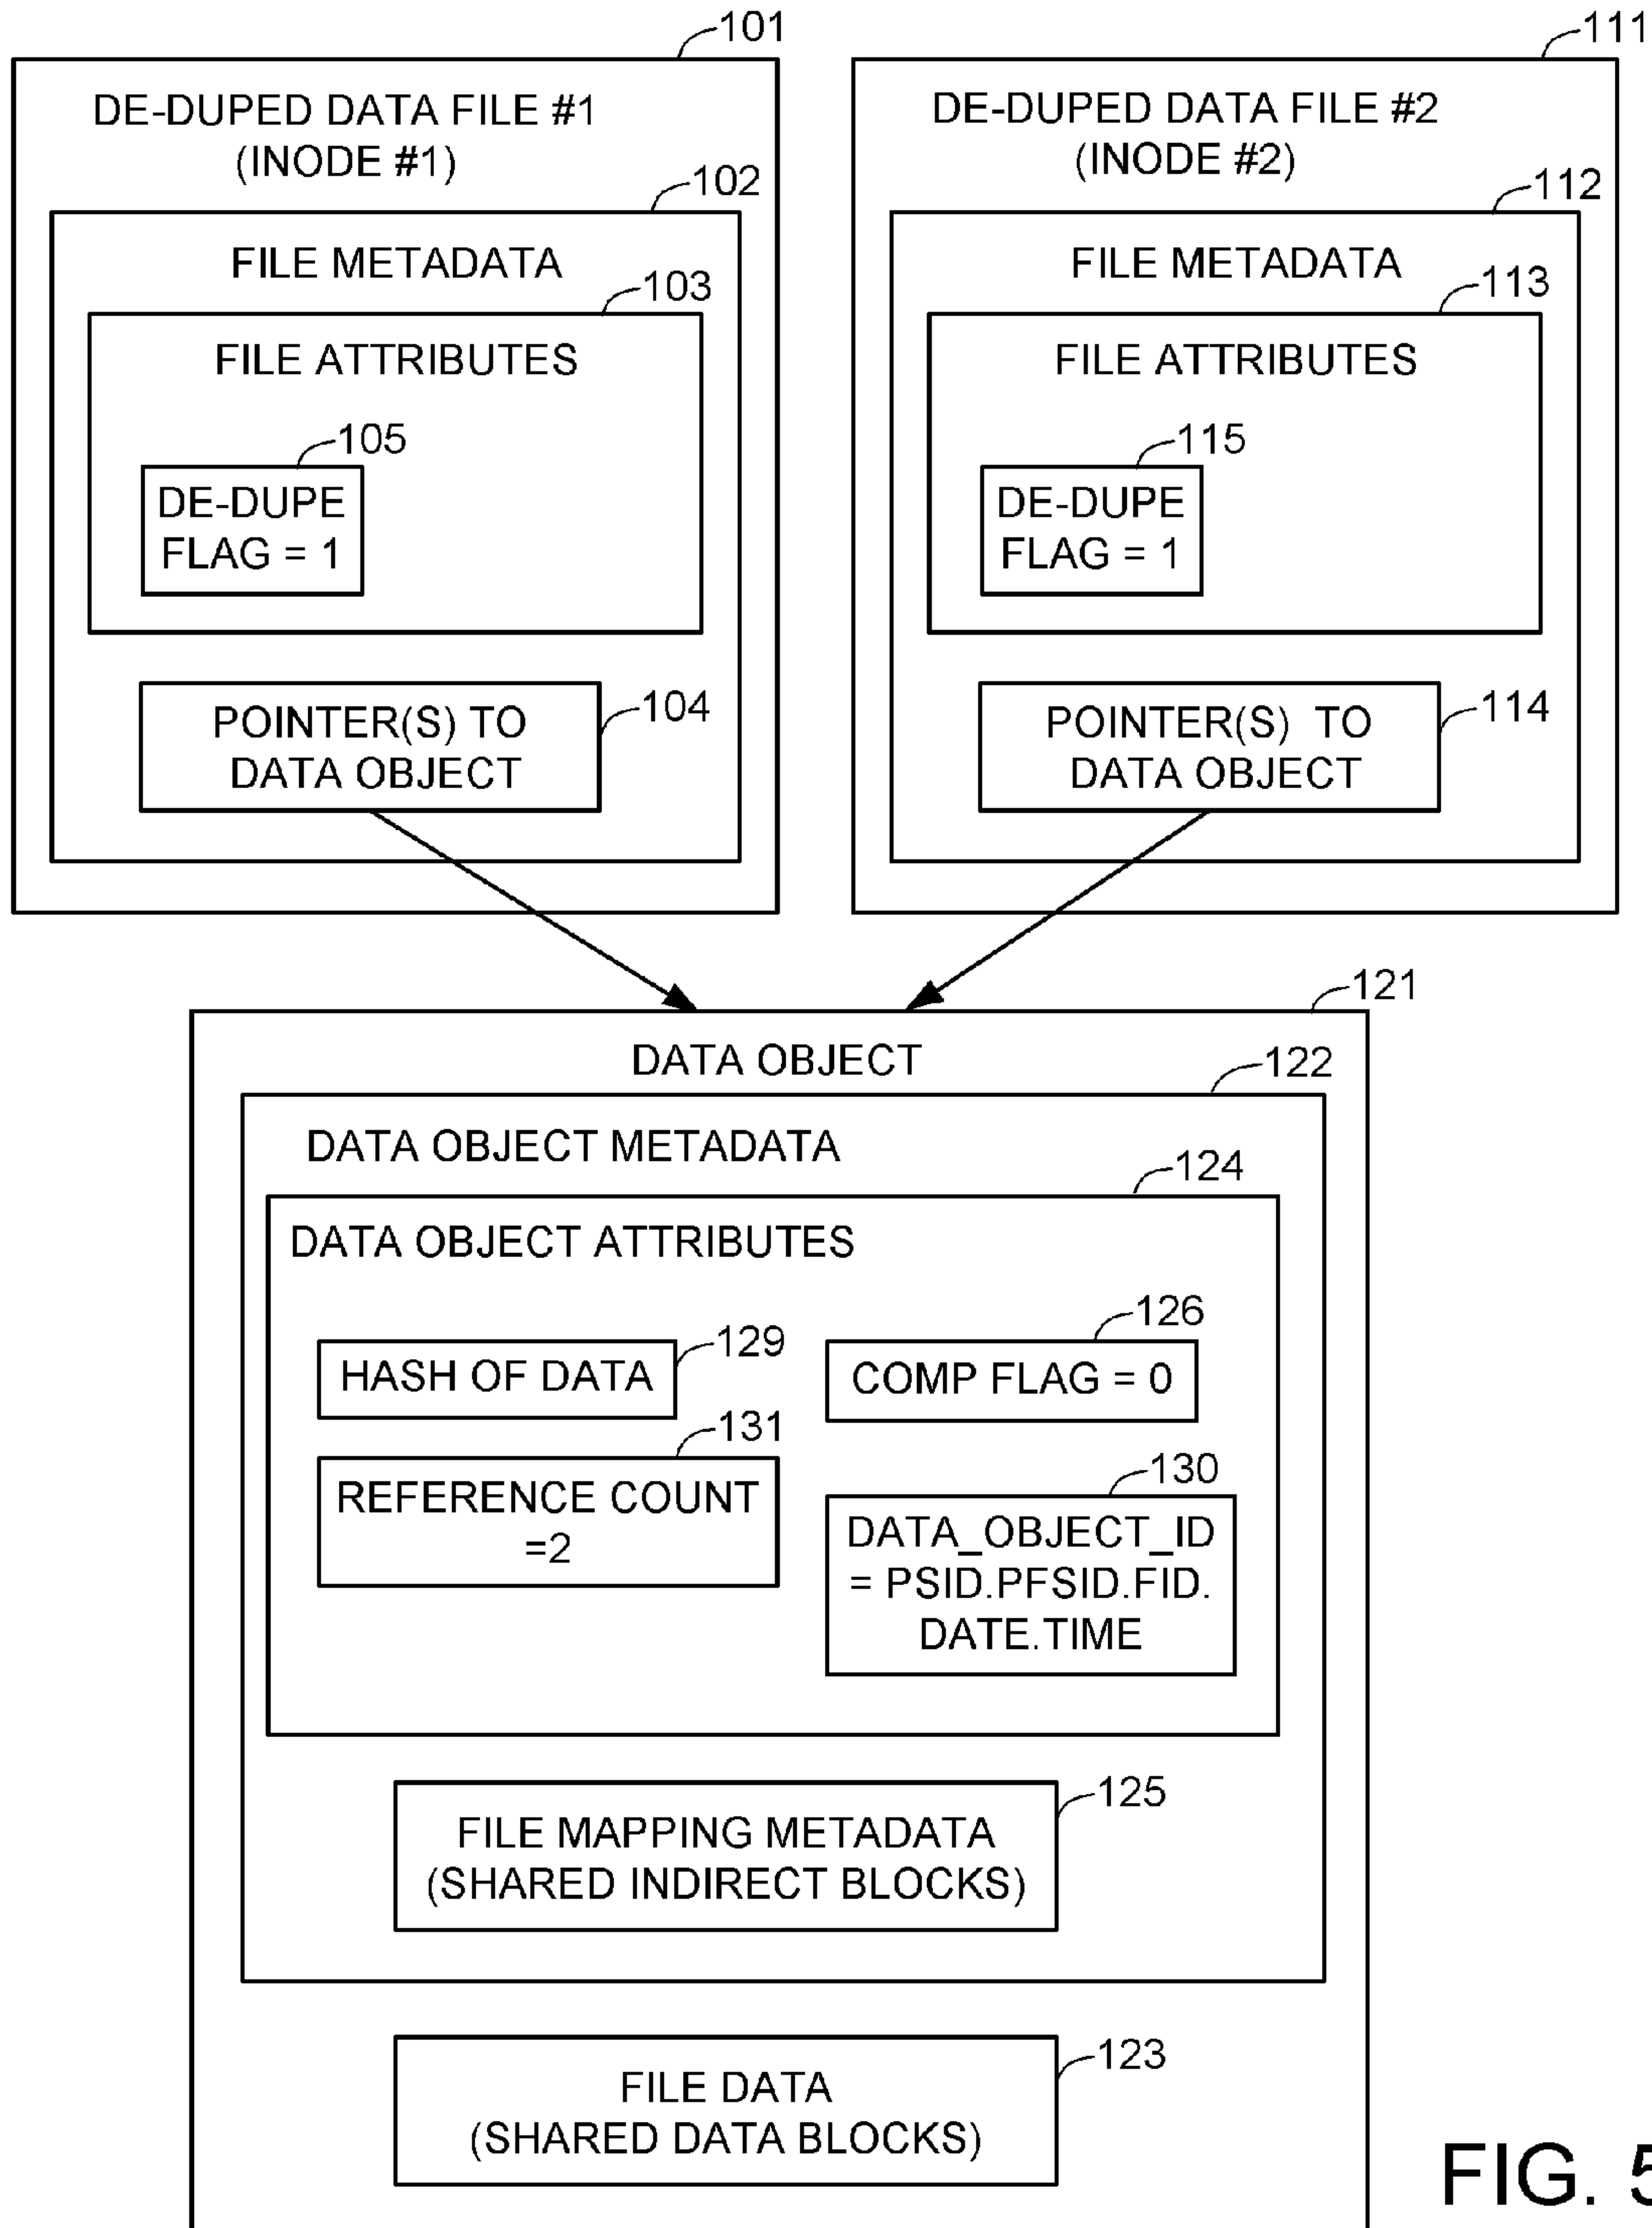 101
DE-DUPED DATA FILE #1
(INODE #1)
102
FILE METADATA
103
FILE ATTRIBUTES
105
DE-DUPE
FLAG = 1
POINTER(S) TO
DATA OBJECT
104
111
DE-DUPED DATA FILE #2
(INODE #2)
112
FILE METADATA
113
FILE ATTRIBUTES
115
DE-DUPE
FLAG = 1
POINTER(S) TO
DATA OBJECT
114
121
DATA OBJECT
122
DATA OBJECT METADATA
124
DATA OBJECT ATTRIBUTES
HASH OF DATA
129
126
COMP FLAG = 0
131
REFERENCE COUNT
=2
130
DATA_OBJECT_ID
= PSID.PFSID.FID.
DATE.TIME
125
FILE MAPPING METADATA
(SHARED INDIRECT BLOCKS)
123
FILE DATA
(SHARED DATA BLOCKS)
FIG. 5